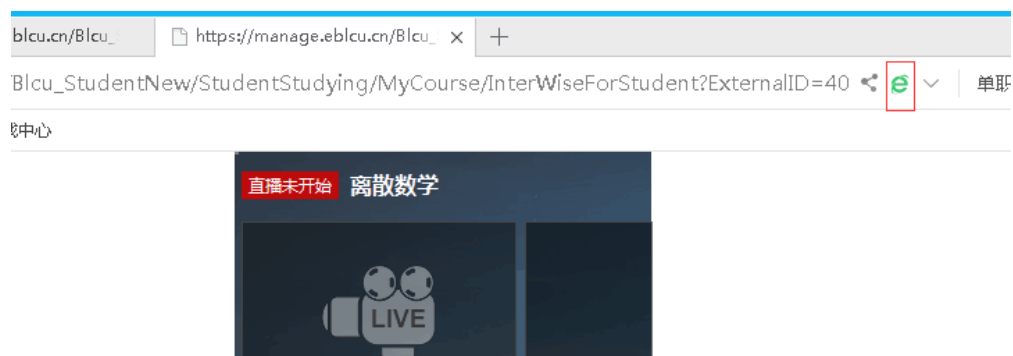 blcu.cn/Blcu_
https://manage.eblcu.cn/Blcu_
/Blcu_StudentNew/StudentStudying/MyCourse/InterWiseForStudent?ExternalID=40
单职
中心
直播未开始 离散数学
LIVE